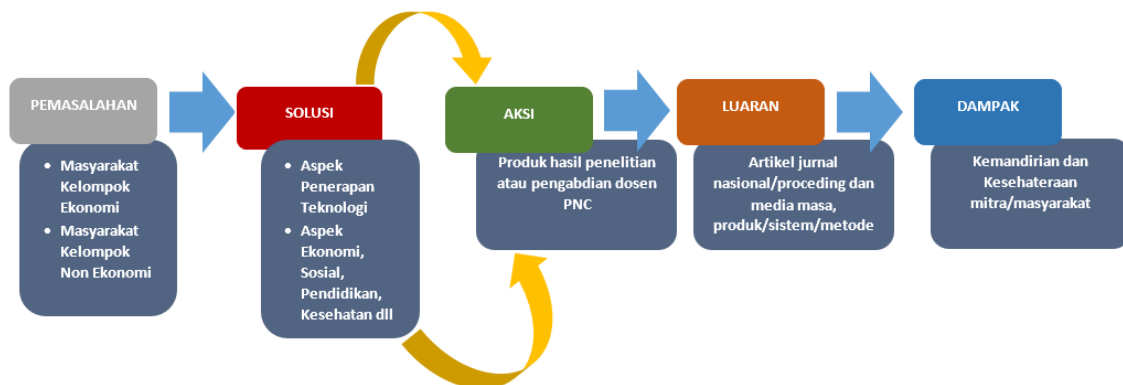 PEMASALAHAN
• Masyarakat
Kelompok
Ekonomi
• Masyarakat
Kelompok
Non Ekonomi
SOLUSI
• Aspek
Penerapan
Teknologi
• Aspek
Ekonomi,
Sosial,
Pendidikan,
Kesehatan dll
AKSI
Produk hasil penelitian
atau pengabdian dosen
PNC
LUARAN
Artikel jurnal
nasional/proceding dan
media masa,
produk/sistem/metode
DAMPAK
Kemandirian dan
Kesehateraan
mitra/masyarakat